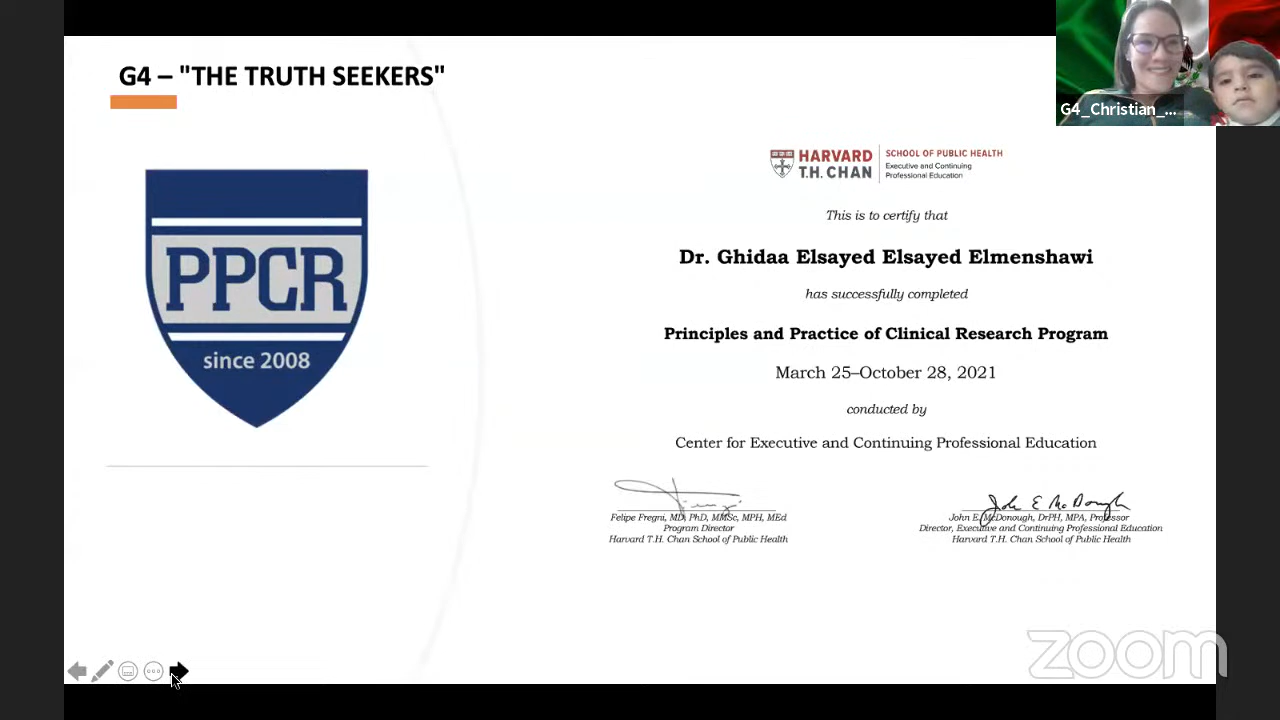 G4 – "THE TRUTH SEEKERS"
G4_Christian_...
PPCR
since 2008
HARVARD
T.H. CHAN
SCHOOL OF PUBLIC HEALTH
Executive and Continuing
Professional Education
This is to certify that
Dr. Ghidaa Elsayed Elsayed Elmenshawi
has successfully completed
Principles and Practice of Clinical Research Program
March 25–October 28, 2021
conducted by
Center for Executive and Continuing Professional Education
John E McDonough
Felipe Fregni, MD, PhD, MMSc, MPH, MEd
Program Director
Harvard T.H. Chan School of Public Health
John E. McDonough, DrPH, MPA, Professor
Director, Executive and Continuing Professional Education
Harvard T.H. Chan School of Public Health
zoom